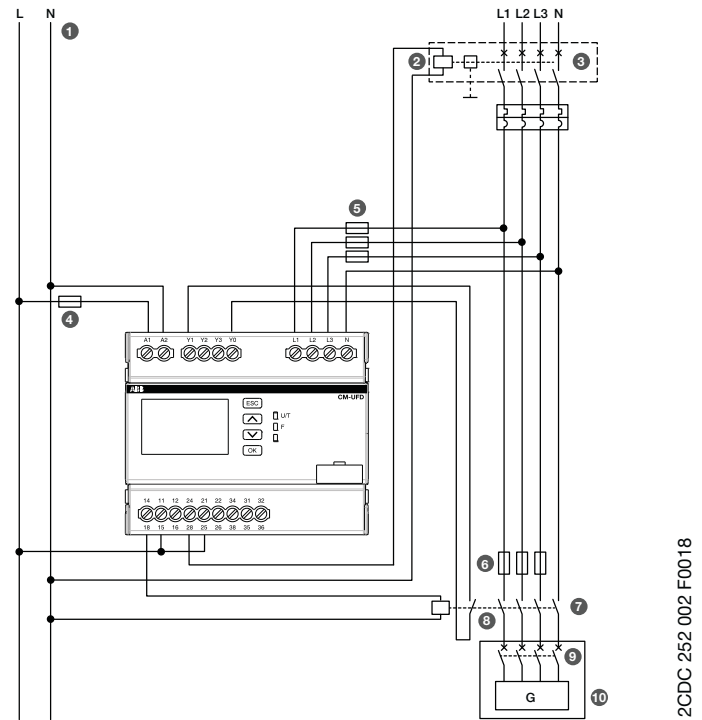 L N
1
L1 L2 L3 N
2
3
5
4
A1 A2 Y1 Y2 Y3 Y0 L1 L2 L3 N
ABB
CM-UFD
ESC
U/T
F
OK
14 11 12 24 21 22 34 31 32
18 15 16 28 25 26 38 35 36
6
7
8
9
G
10
2CDC 252 002 F0018